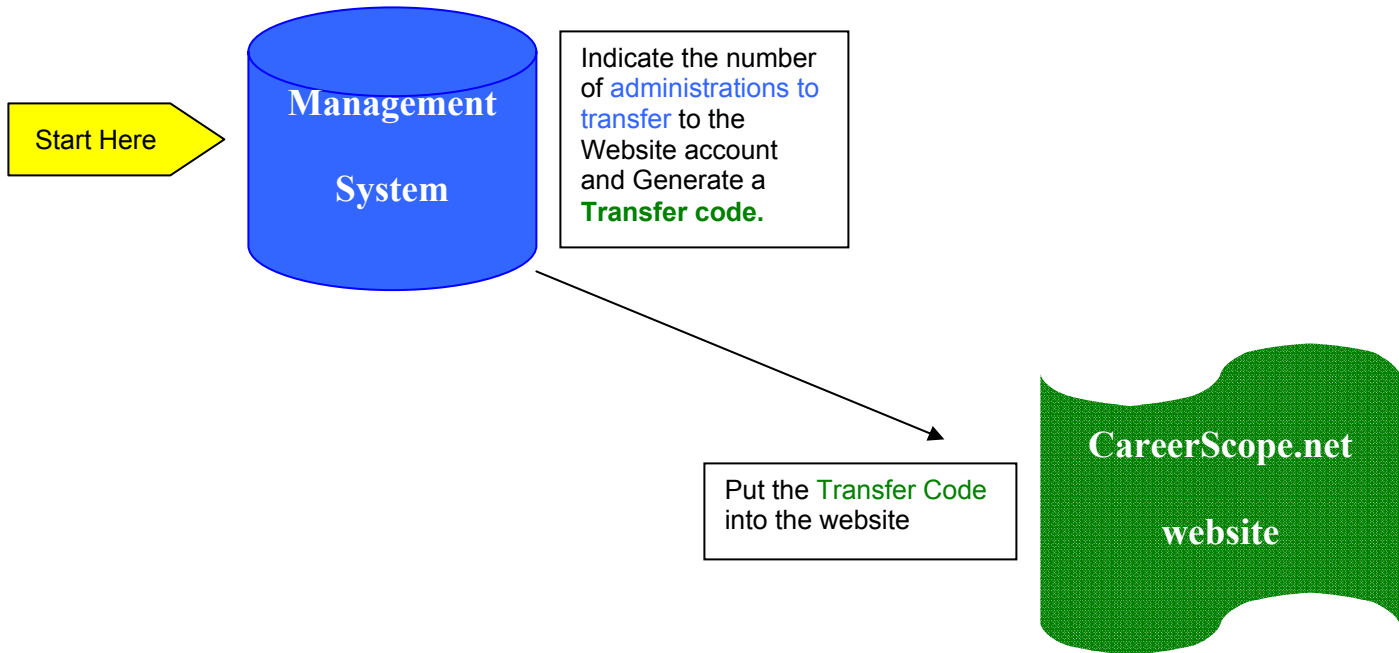 Start Here
Management
System
Indicate the number
of administrations to
transfer to the
Website account
and Generate a
Transfer code.
Put the Transfer Code
into the website
CareerScope.net
website